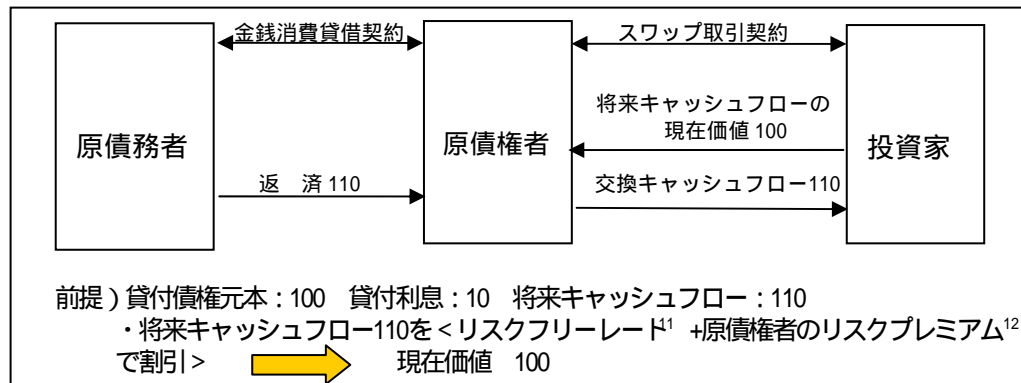 金銭消費貸借契約
スワップ取引契約
将来キャッシュフローの
現在価値 100
原債務者
原債権者
投資家
返 済 110
交換キャッシュフロー110
前提）貸付債権元本：100 貸付利息：10 将来キャッシュフロー：110
・将来キャッシュフロー110を＜リスクフリーレート11 +原債権者のリスクプレミアム12
で割引＞ 現在価値 100